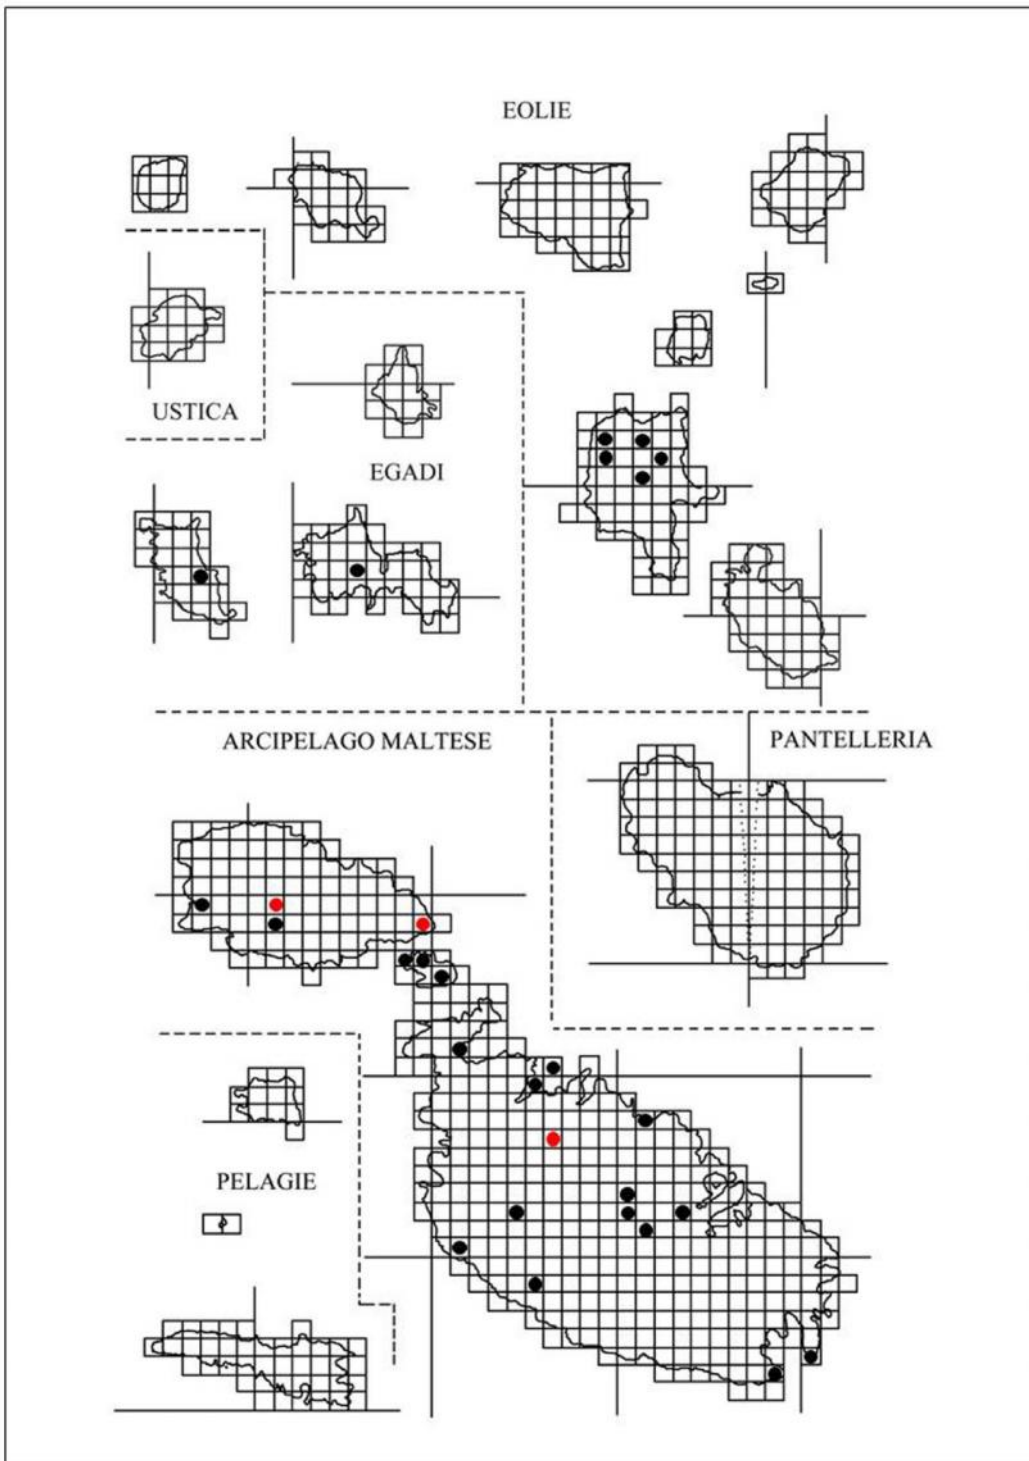 EOLIE
USTICA
EGADI
ARCIPELAGO MALTESE
PANTELLERIA
PELAGIE